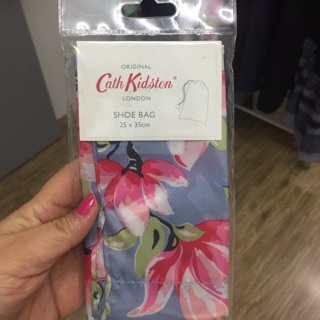 ORIGINAL
Cath Kidston®
LONDON
SHOE BAG
25 x 35cm